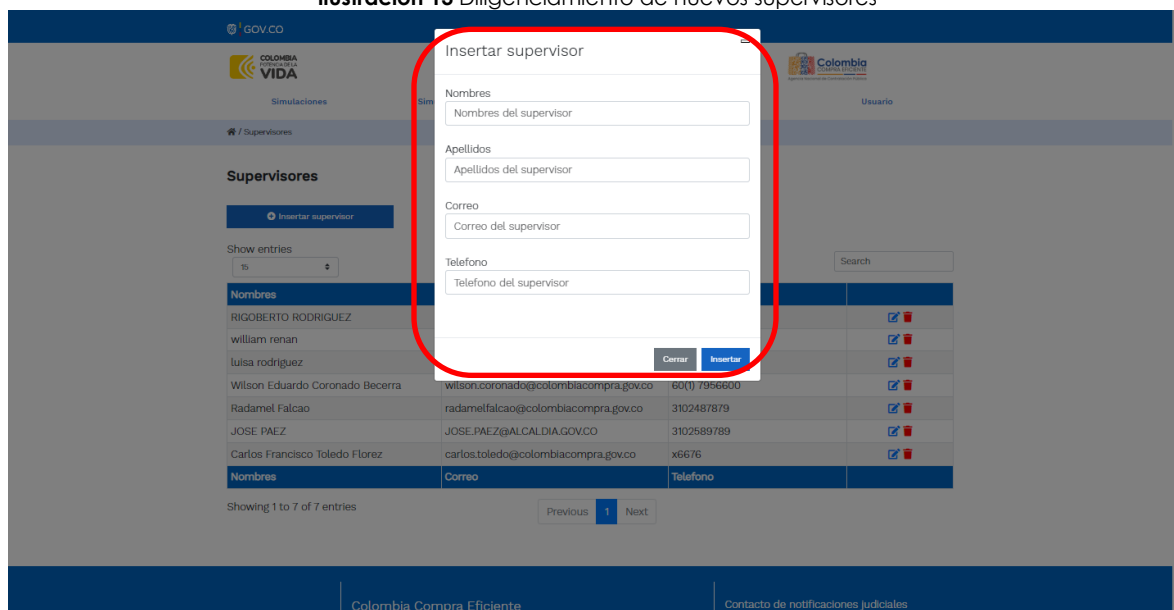 Ilustración 13 Diligenciamiento de nuevos supervisores
GOV.CO
COLOMBIA
POTENCIA DE LA
VIDA
Colombia
COMPRA EFICIENTE
Simulaciones
Sim
Usuario
/ Supervisores
Supervisores
Insertar supervisor
Show entries
15
Search
Insertar supervisor
Nombres
Nombres del supervisor
Apellidos
Apellidos del supervisor
Correo
Correo del supervisor
Telefono
Telefono del supervisor
Cerrar Insertar
Nombres
RIGOBERTO RODRIGUEZ
william renan
luisa rodriguez
Wilson Eduardo Coronado Becerra wilson.coronado@colombiacompra.gov.co 60(1) 7956600
Radamel Falcao radamelfalcao@colombiacompra.gov.co 3102487879
JOSE PAEZ JOSE.PAEZ@ALCALDIA.GOV.CO 3102589789
Carlos Francisco Toledo Florez carlos.toledo@colombiacompra.gov.co x6676
Nombres Correo Telefono
Showing 1 to 7 of 7 entries
Previous 1 Next
Colombia Compra Eficiente
Contacto de notificaciones judiciales